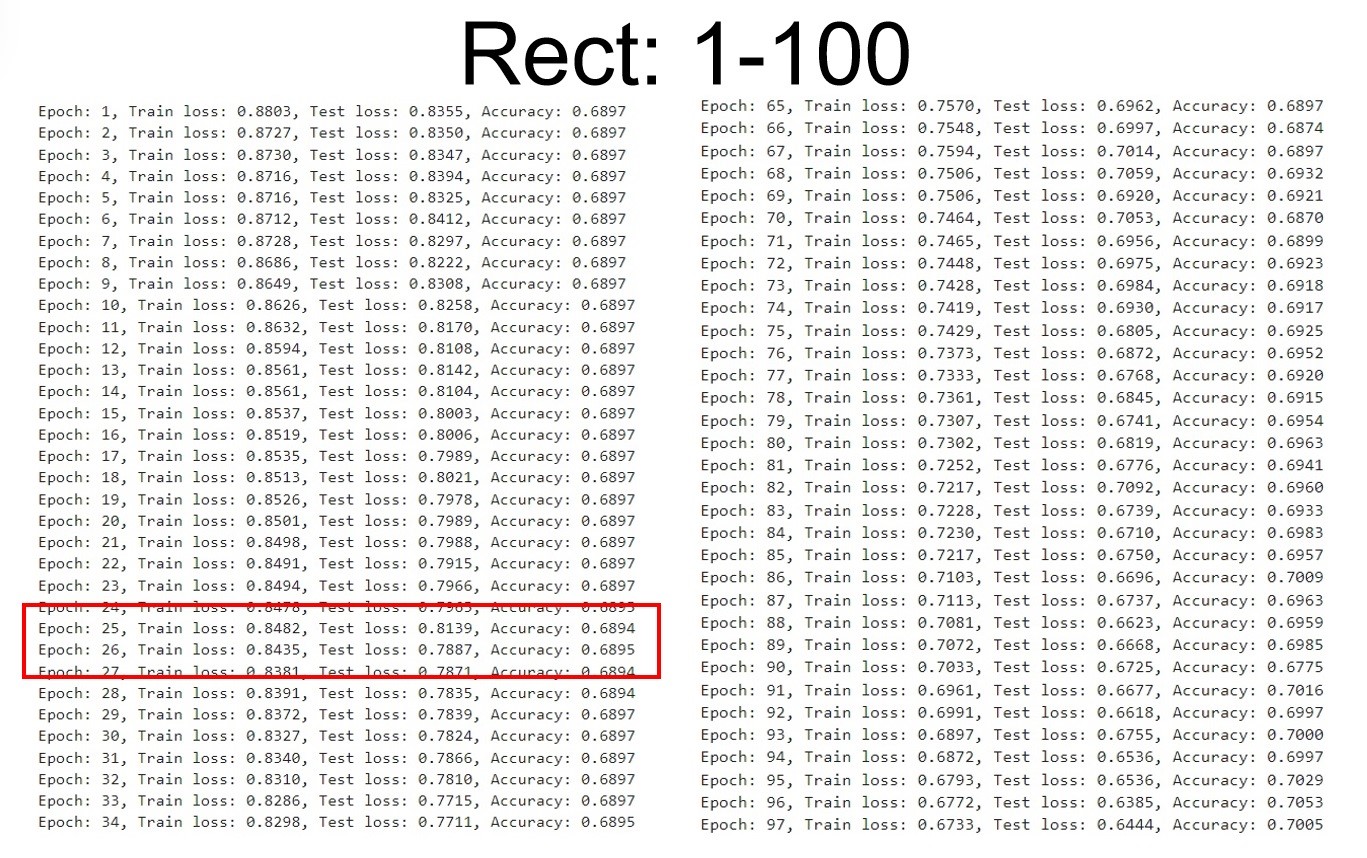 Rect: 1-100
Epoch: 1, Train loss: 0.8803, Test loss: 0.8355, Accuracy: 0.6897
Epoch: 2, Train loss: 0.8727, Test loss: 0.8350, Accuracy: 0.6897
Epoch: 3, Train loss: 0.8730, Test loss: 0.8347, Accuracy: 0.6897
Epoch: 4, Train loss: 0.8716, Test loss: 0.8394, Accuracy: 0.6897
Epoch: 5, Train loss: 0.8716, Test loss: 0.8325, Accuracy: 0.6897
Epoch: 6, Train loss: 0.8712, Test loss: 0.8412, Accuracy: 0.6897
Epoch: 7, Train loss: 0.8728, Test loss: 0.8297, Accuracy: 0.6897
Epoch: 8, Train loss: 0.8686, Test loss: 0.8222, Accuracy: 0.6897
Epoch: 9, Train loss: 0.8649, Test loss: 0.8308, Accuracy: 0.6897
Epoch: 10, Train loss: 0.8626, Test loss: 0.8258, Accuracy: 0.6897
Epoch: 11, Train loss: 0.8632, Test loss: 0.8170, Accuracy: 0.6897
Epoch: 12, Train loss: 0.8594, Test loss: 0.8108, Accuracy: 0.6897
Epoch: 13, Train loss: 0.8561, Test loss: 0.8142, Accuracy: 0.6897
Epoch: 14, Train loss: 0.8561, Test loss: 0.8104, Accuracy: 0.6897
Epoch: 15, Train loss: 0.8537, Test loss: 0.8003, Accuracy: 0.6897
Epoch: 16, Train loss: 0.8519, Test loss: 0.8006, Accuracy: 0.6897
Epoch: 17, Train loss: 0.8535, Test loss: 0.7989, Accuracy: 0.6897
Epoch: 18, Train loss: 0.8513, Test loss: 0.8021, Accuracy: 0.6897
Epoch: 19, Train loss: 0.8526, Test loss: 0.7978, Accuracy: 0.6897
Epoch: 20, Train loss: 0.8501, Test loss: 0.7989, Accuracy: 0.6897
Epoch: 21, Train loss: 0.8498, Test loss: 0.7988, Accuracy: 0.6897
Epoch: 22, Train loss: 0.8491, Test loss: 0.7915, Accuracy: 0.6897
Epoch: 23, Train loss: 0.8494, Test loss: 0.7966, Accuracy: 0.6897
Epoch: 24, Train loss: 0.8478, Test loss: 0.7965, Accuracy: 0.6895
Epoch: 25, Train loss: 0.8482, Test loss: 0.8139, Accuracy: 0.6894
Epoch: 26, Train loss: 0.8435, Test loss: 0.7887, Accuracy: 0.6895
Epoch: 27, Train loss: 0.8381, Test loss: 0.7871, Accuracy: 0.6894
Epoch: 28, Train loss: 0.8391, Test loss: 0.7835, Accuracy: 0.6894
Epoch: 29, Train loss: 0.8372, Test loss: 0.7839, Accuracy: 0.6897
Epoch: 30, Train loss: 0.8327, Test loss: 0.7824, Accuracy: 0.6897
Epoch: 31, Train loss: 0.8340, Test loss: 0.7866, Accuracy: 0.6897
Epoch: 32, Train loss: 0.8310, Test loss: 0.7810, Accuracy: 0.6897
Epoch: 33, Train loss: 0.8286, Test loss: 0.7715, Accuracy: 0.6897
Epoch: 34, Train loss: 0.8298, Test loss: 0.7711, Accuracy: 0.6895
Epoch: 65, Train loss: 0.7570, Test loss: 0.6962, Accuracy: 0.6897
Epoch: 66, Train loss: 0.7548, Test loss: 0.6997, Accuracy: 0.6874
Epoch: 67, Train loss: 0.7594, Test loss: 0.7014, Accuracy: 0.6897
Epoch: 68, Train loss: 0.7506, Test loss: 0.7059, Accuracy: 0.6932
Epoch: 69, Train loss: 0.7506, Test loss: 0.6920, Accuracy: 0.6921
Epoch: 70, Train loss: 0.7464, Test loss: 0.7053, Accuracy: 0.6870
Epoch: 71, Train loss: 0.7465, Test loss: 0.6956, Accuracy: 0.6899
Epoch: 72, Train loss: 0.7448, Test loss: 0.6975, Accuracy: 0.6923
Epoch: 73, Train loss: 0.7428, Test loss: 0.6984, Accuracy: 0.6918
Epoch: 74, Train loss: 0.7419, Test loss: 0.6930, Accuracy: 0.6917
Epoch: 75, Train loss: 0.7429, Test loss: 0.6805, Accuracy: 0.6925
Epoch: 76, Train loss: 0.7373, Test loss: 0.6872, Accuracy: 0.6952
Epoch: 77, Train loss: 0.7333, Test loss: 0.6768, Accuracy: 0.6920
Epoch: 78, Train loss: 0.7361, Test loss: 0.6845, Accuracy: 0.6915
Epoch: 79, Train loss: 0.7307, Test loss: 0.6741, Accuracy: 0.6954
Epoch: 80, Train loss: 0.7302, Test loss: 0.6819, Accuracy: 0.6963
Epoch: 81, Train loss: 0.7252, Test loss: 0.6776, Accuracy: 0.6941
Epoch: 82, Train loss: 0.7217, Test loss: 0.7092, Accuracy: 0.6960
Epoch: 83, Train loss: 0.7228, Test loss: 0.6739, Accuracy: 0.6933
Epoch: 84, Train loss: 0.7230, Test loss: 0.6710, Accuracy: 0.6983
Epoch: 85, Train loss: 0.7217, Test loss: 0.6750, Accuracy: 0.6957
Epoch: 86, Train loss: 0.7103, Test loss: 0.6696, Accuracy: 0.7009
Epoch: 87, Train loss: 0.7113, Test loss: 0.6737, Accuracy: 0.6963
Epoch: 88, Train loss: 0.7081, Test loss: 0.6623, Accuracy: 0.6959
Epoch: 89, Train loss: 0.7072, Test loss: 0.6668, Accuracy: 0.6985
Epoch: 90, Train loss: 0.7033, Test loss: 0.6725, Accuracy: 0.6775
Epoch: 91, Train loss: 0.6961, Test loss: 0.6677, Accuracy: 0.7016
Epoch: 92, Train loss: 0.6991, Test loss: 0.6618, Accuracy: 0.6997
Epoch: 93, Train loss: 0.6897, Test loss: 0.6755, Accuracy: 0.7000
Epoch: 94, Train loss: 0.6872, Test loss: 0.6536, Accuracy: 0.6997
Epoch: 95, Train loss: 0.6793, Test loss: 0.6536, Accuracy: 0.7029
Epoch: 96, Train loss: 0.6772, Test loss: 0.6385, Accuracy: 0.7053
Epoch: 97, Train loss: 0.6733, Test loss: 0.6444, Accuracy: 0.7005